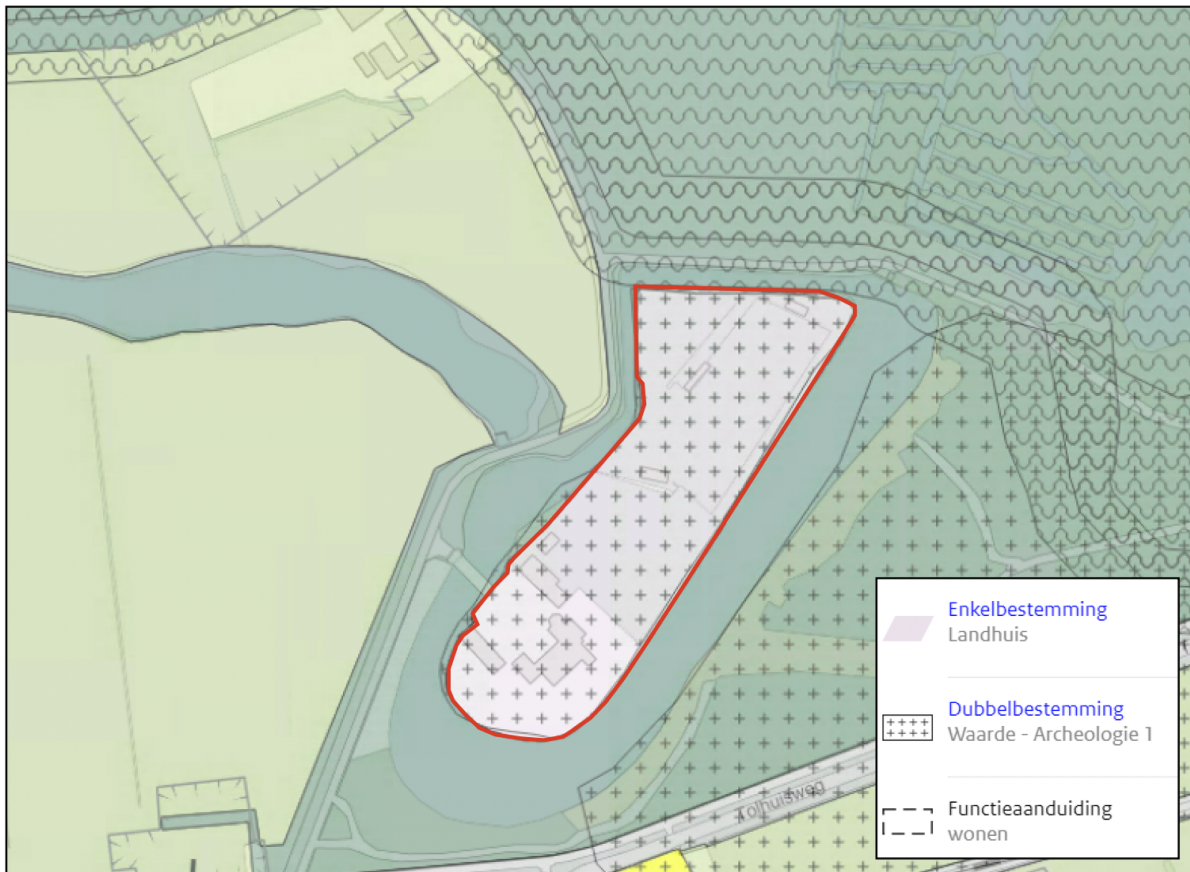 Enkelbestemming
Landhuis
Dubbelbestemming
Waarde - Archeologie 1
Tolhuisweg
Functieaanduiding
wonen